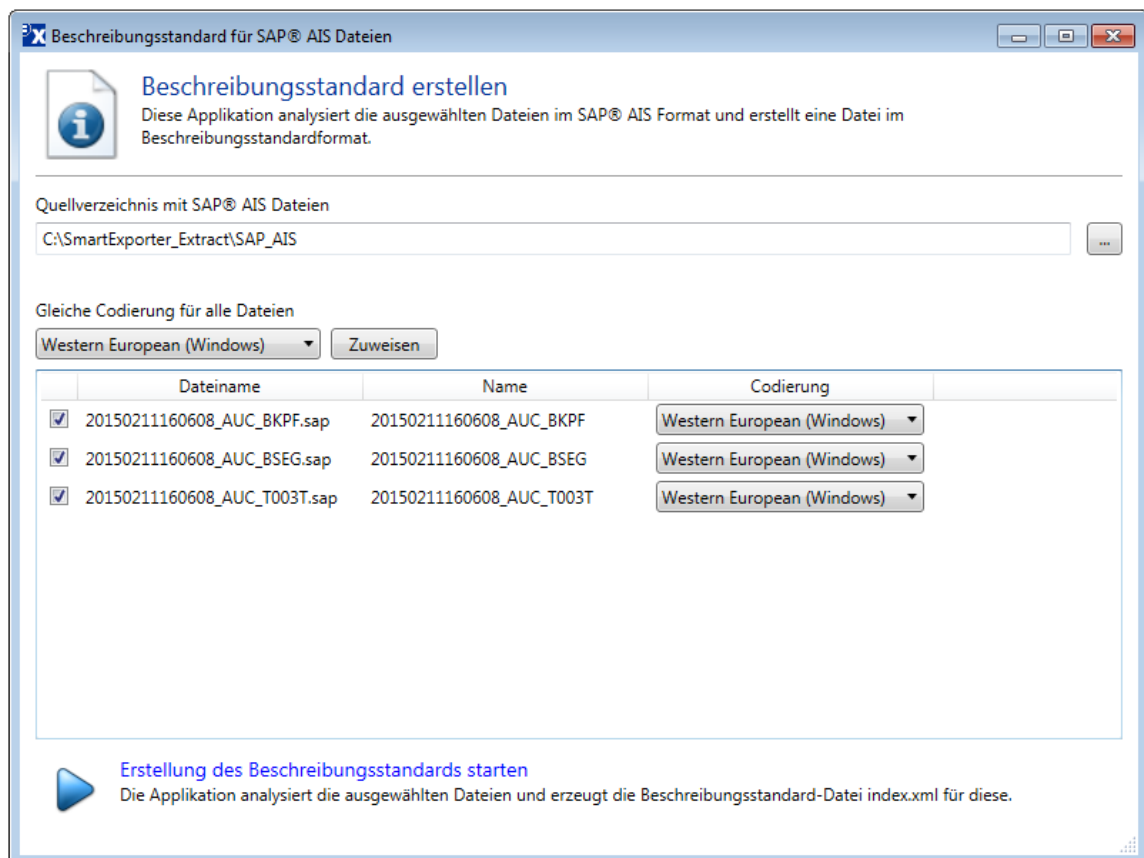 Beschreibungsstandard für SAP® AIS Dateien
Beschreibungsstandard erstellen
Diese Applikation analysiert die ausgewählten Dateien im SAP® AIS Format und erstellt eine Datei im
Beschreibungsstandardformat.
Quellverzeichnis mit SAP® AIS Dateien
C:\SmartExporter_Extract\SAP_AIS
...
Gleiche Codierung für alle Dateien
Western European (Windows) Zuweisen
Dateiname Name Codierung
20150211160608_AUC_BKPF.sap 20150211160608_AUC_BKPF Western European (Windows)
20150211160608_AUC_BSEG.sap 20150211160608_AUC_BSEG Western European (Windows)
20150211160608_AUC_T003T.sap 20150211160608_AUC_T003T Western European (Windows)
Erstellung des Beschreibungsstandards starten
Die Applikation analysiert die ausgewählten Dateien und erzeugt die Beschreibungsstandard-Datei index.xml für diese.